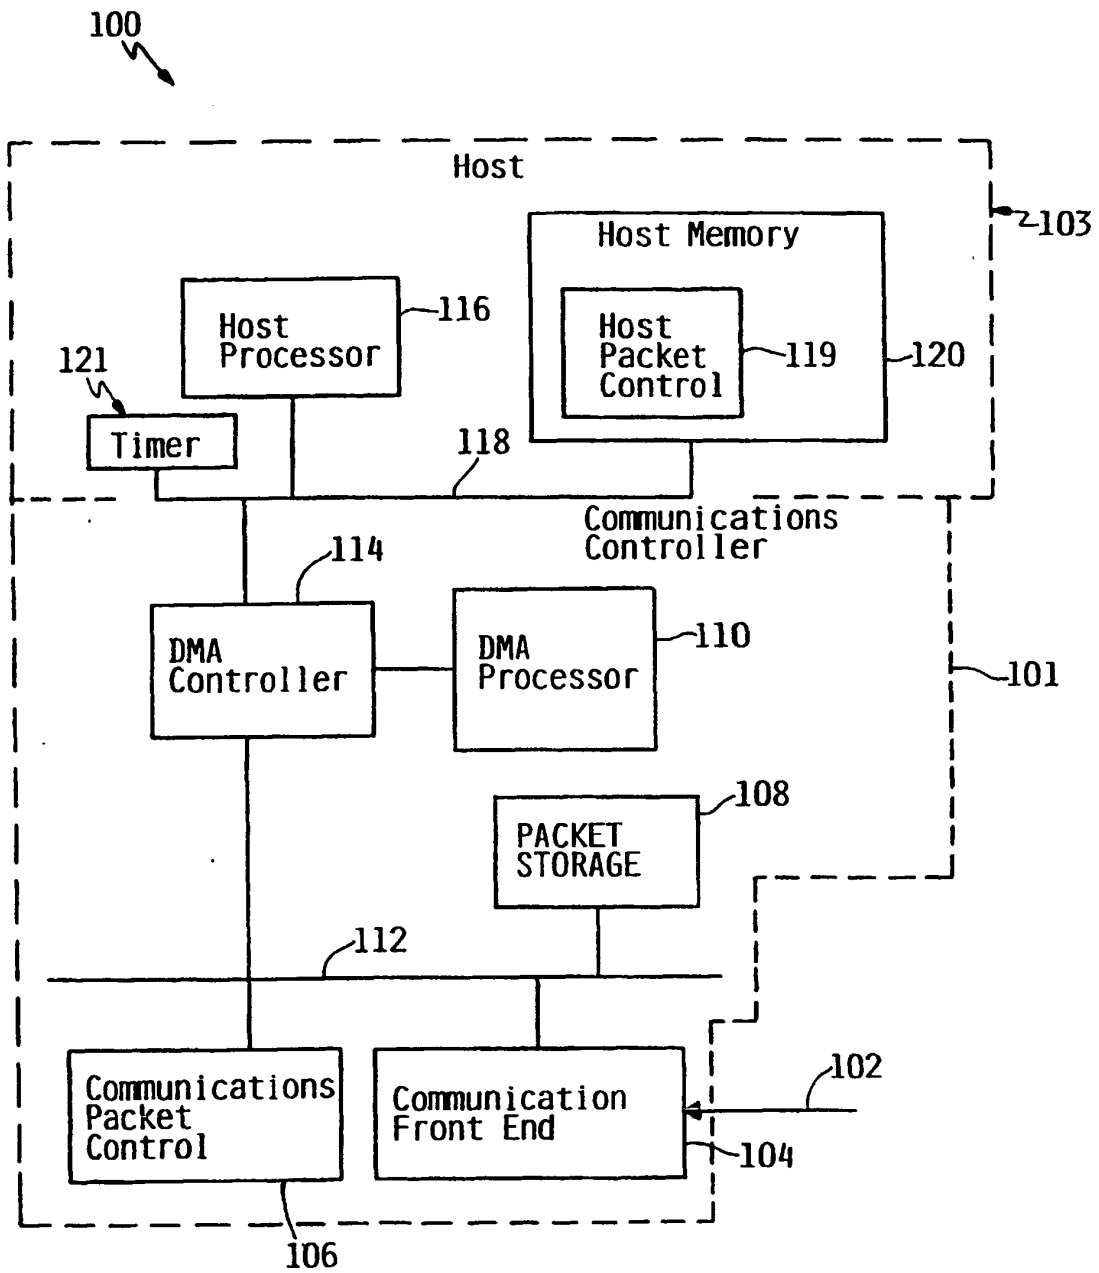 100
Host
103
Host Memory
116
Host
Processor
Host
Packet
Control
119
120
121
Timer
118
Communications
Controller
114
DMA
Controller
DMA
Processor
110
101
108
PACKET
STORAGE
112
Communications
Packet
Control
Communication
Front End
102
104
106